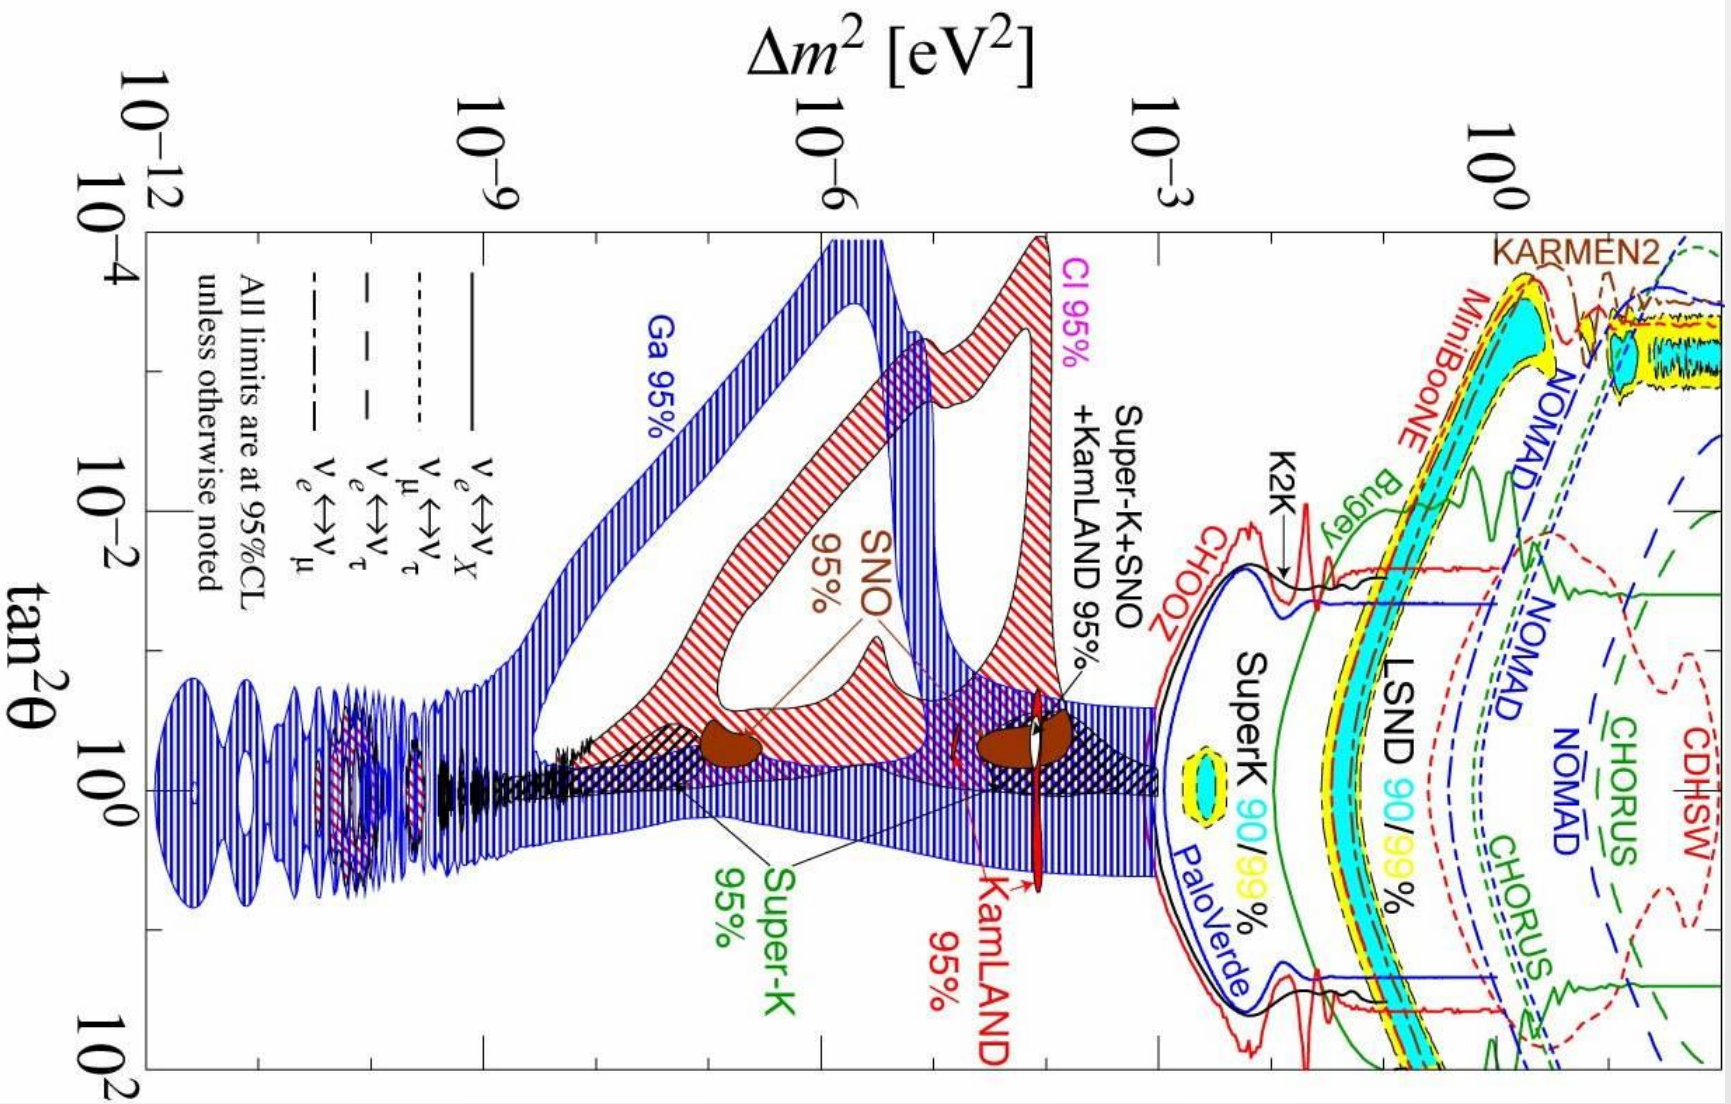 KARMEN2
CDHSW
NOMAD
MiniBooNE
CHORUS
NOMAD
NOMAD
CHORUS
Bugey
LSND 90/99%
K2K
CHOOZ
SuperK 90/99%
PaloVerde
Super-K+SNO
+KamLAND 95%
Cl 95%
KamLAND
95%
SNO
95%
Super-K
95%
Ga 95%
νe↔νX
νμ↔ντ
νe↔ντ
νe↔νμ
All limits are at 95%CL
unless otherwise noted
Δm² [eV²]
10⁰
10⁻³
10⁻⁶
10⁻⁹
10⁻¹²
10⁻⁴
10⁻²
10⁰
10²
tan²θ